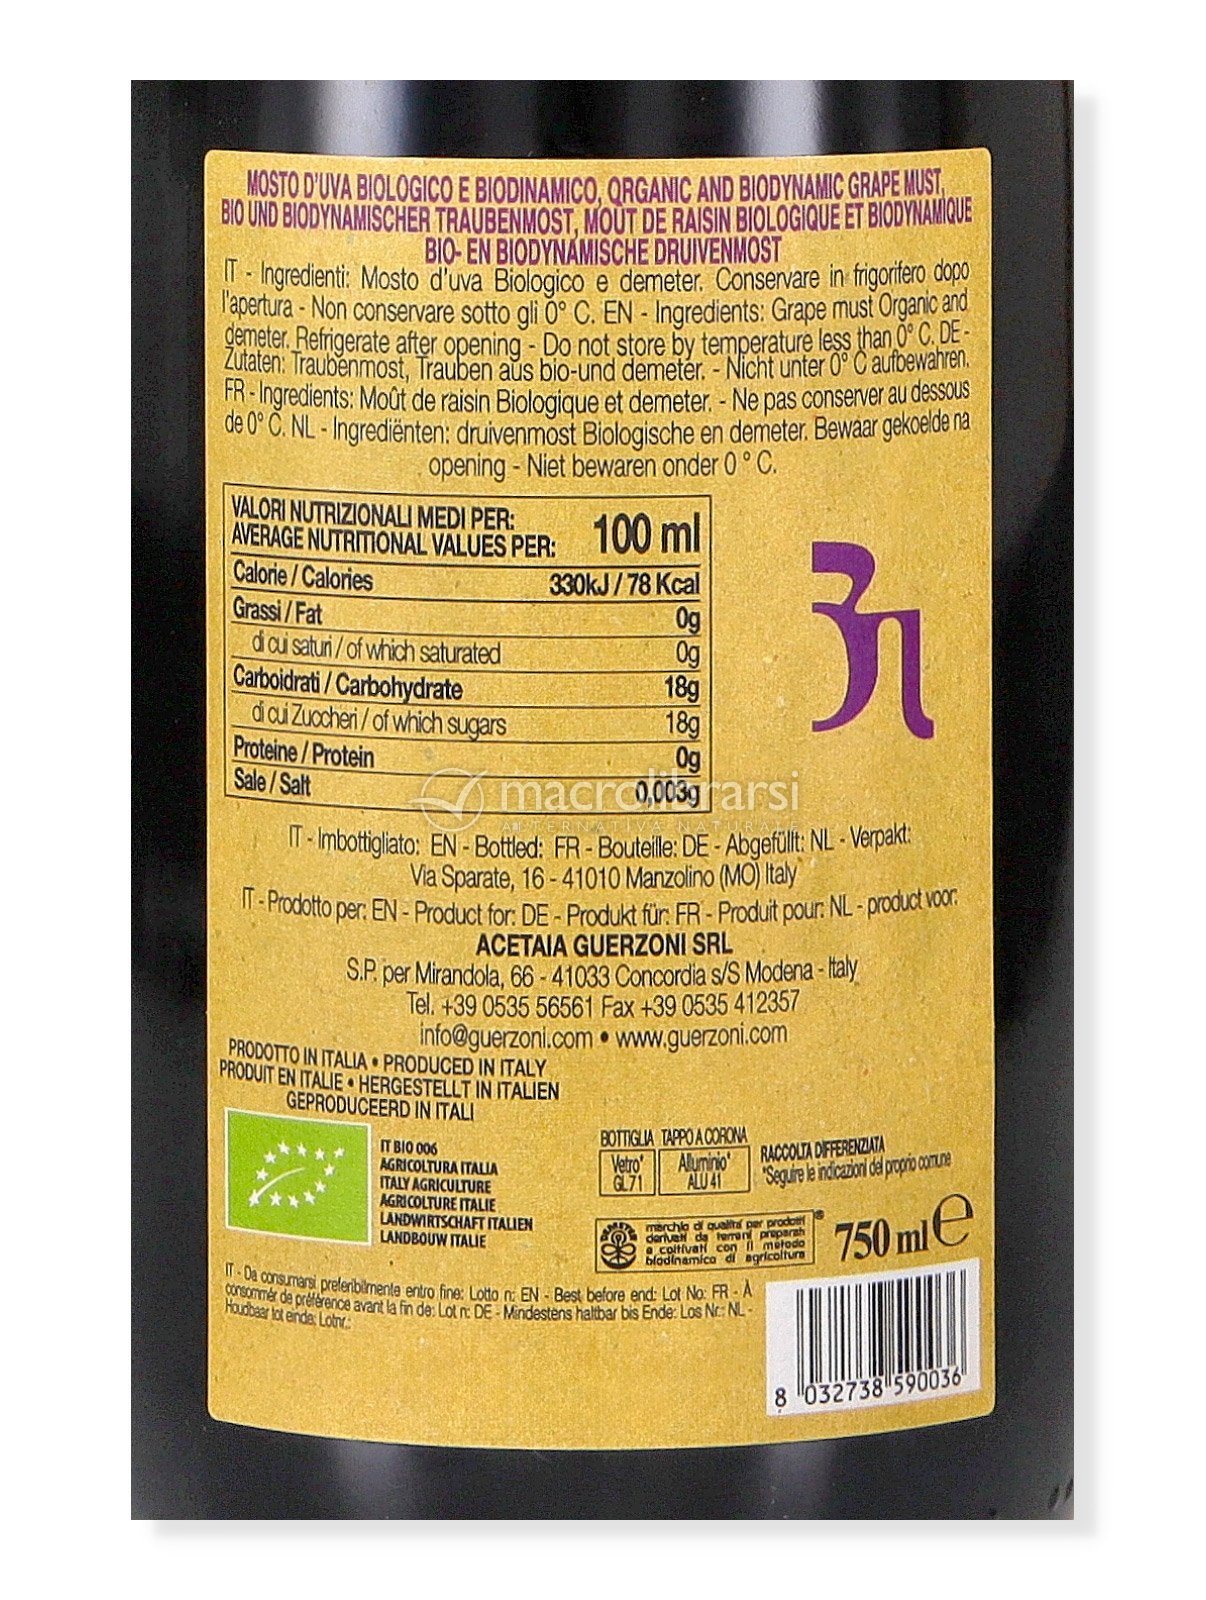 MOSTO D'UVA BIOLOGICO E BIODINAMICO, QRGANIC AND BIODYNAMIC GRAPE MUST,
BIO UND BIODYNAMISCHER TRAUBENMOST, MOUT DE RAISIN BIOLOGIQUE ET BIODYNAMIQUE
BIO- EN BIODYNAMISCHE DRUIVENMOST
IT - Ingredienti: Mosto d'uva Biologico e demeter. Conservare in frigorifero dopo
l'apertura - Non conservare sotto gli 0° C. EN - Ingredients: Grape must Organic and
demeter. Refrigerate after opening - Do not store by temperature less than 0° C. DE -
Zutaten: Traubenmost, Trauben aus bio-und demeter. - Nicht unter 0° C aufbewahren.
FR - Ingredients: Moût de raisin Biologique et demeter. - Ne pas conserver au dessous
de 0° C. NL - Ingrediënten: druivenmost Biologische en demeter. Bewaar gekoelde na
opening - Niet bewaren onder 0 ° C.
VALORI NUTRIZIONALI MEDI PER:
AVERAGE NUTRITIONAL VALUES PER: 100 ml
Calorie / Calories 330kJ / 78 Kcal
Grassi / Fat 0g
di cui saturi / of which saturated 0g
Carboidrati / Carbohydrate 18g
di cui Zuccheri / of which sugars 18g
Proteine / Protein 0g
Sale / Salt 0,003g
macrolibrarsi
ALTERNATIVE NATURALE
IT - Imbottigliato: EN - Bottled: FR - Bouteille: DE - Abgefüllt: NL - Verpakt:
Via Sparate, 16 - 41010 Manzolino (MO) Italy
IT - Prodotto per: EN - Product for: DE - Produkt für: FR - Produit pour: NL - product voor:
ACETAIA GUERZONI SRL
S.P. per Mirandola, 66 - 41033 Concordia s/S Modena - Italy
Tel. +39 0535 56561 Fax +39 0535 412357
info@guerzoni.com • www.guerzoni.com
PRODOTTO IN ITALIA • PRODUCED IN ITALY
PRODUIT EN ITALIE • HERGESTELLT IN ITALIEN
GEPRODUCEERD IN ITALI
IT BIO 006
AGRICOLTURA ITALIA
ITALY AGRICULTURE
AGRICOLTURE ITALIE
LANDWIRTSCHAFT ITALIEN
LANDBOUW ITALIE
BOTTIGLIA TAPPO A CORONA
Vetro* Alluminio*
GL 71 ALU 41
RACCOLTA DIFFERENZIATA
*Seguire le indicazioni del proprio comune
DEMETER
marchio di qualità per prodotti
derivati da terreni preparati
e coltivati con il metodo
biodinamico di agricoltura
®
750 ml e
IT - Da consumarsi preferibilmente entro fine: Lotto n: EN - Best before end: Lot No: FR - À
consommér de préférence avant la fin de: Lot n: DE - Mindestens haltbar bis Ende: Los Nr.: NL -
Houdbaar tot einde: Lotnr.:
8 032738 590036